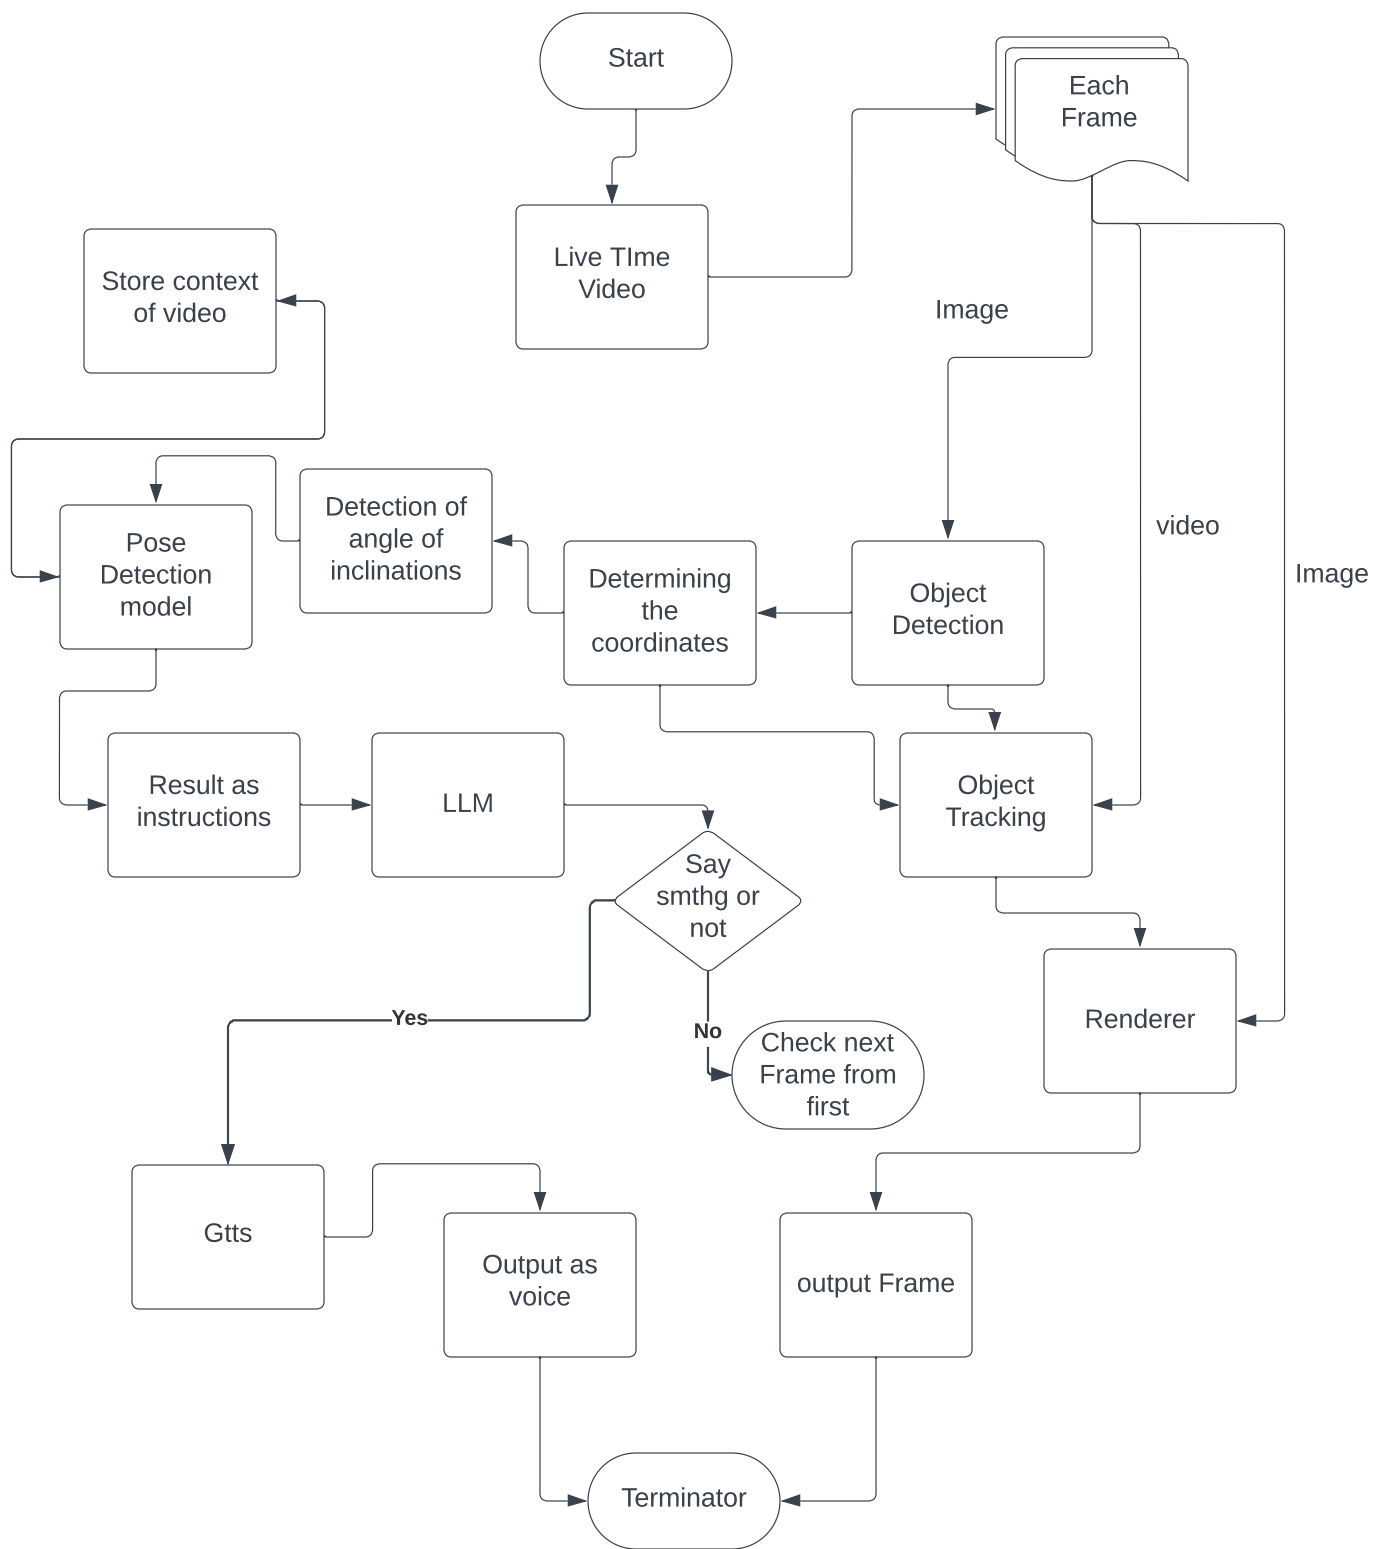 Start
Each
Frame
Live TIme
Video
Store context
of video
Image
Detection of
angle of
inclinations
video
Pose
Detection
model
Determining
the
coordinates
Object
Detection
Image
Result as
instructions
LLM
Object
Tracking
Say
smthg or
not
Yes
No
Check next
Frame from
first
Renderer
Gtts
Output as
voice
output Frame
Terminator